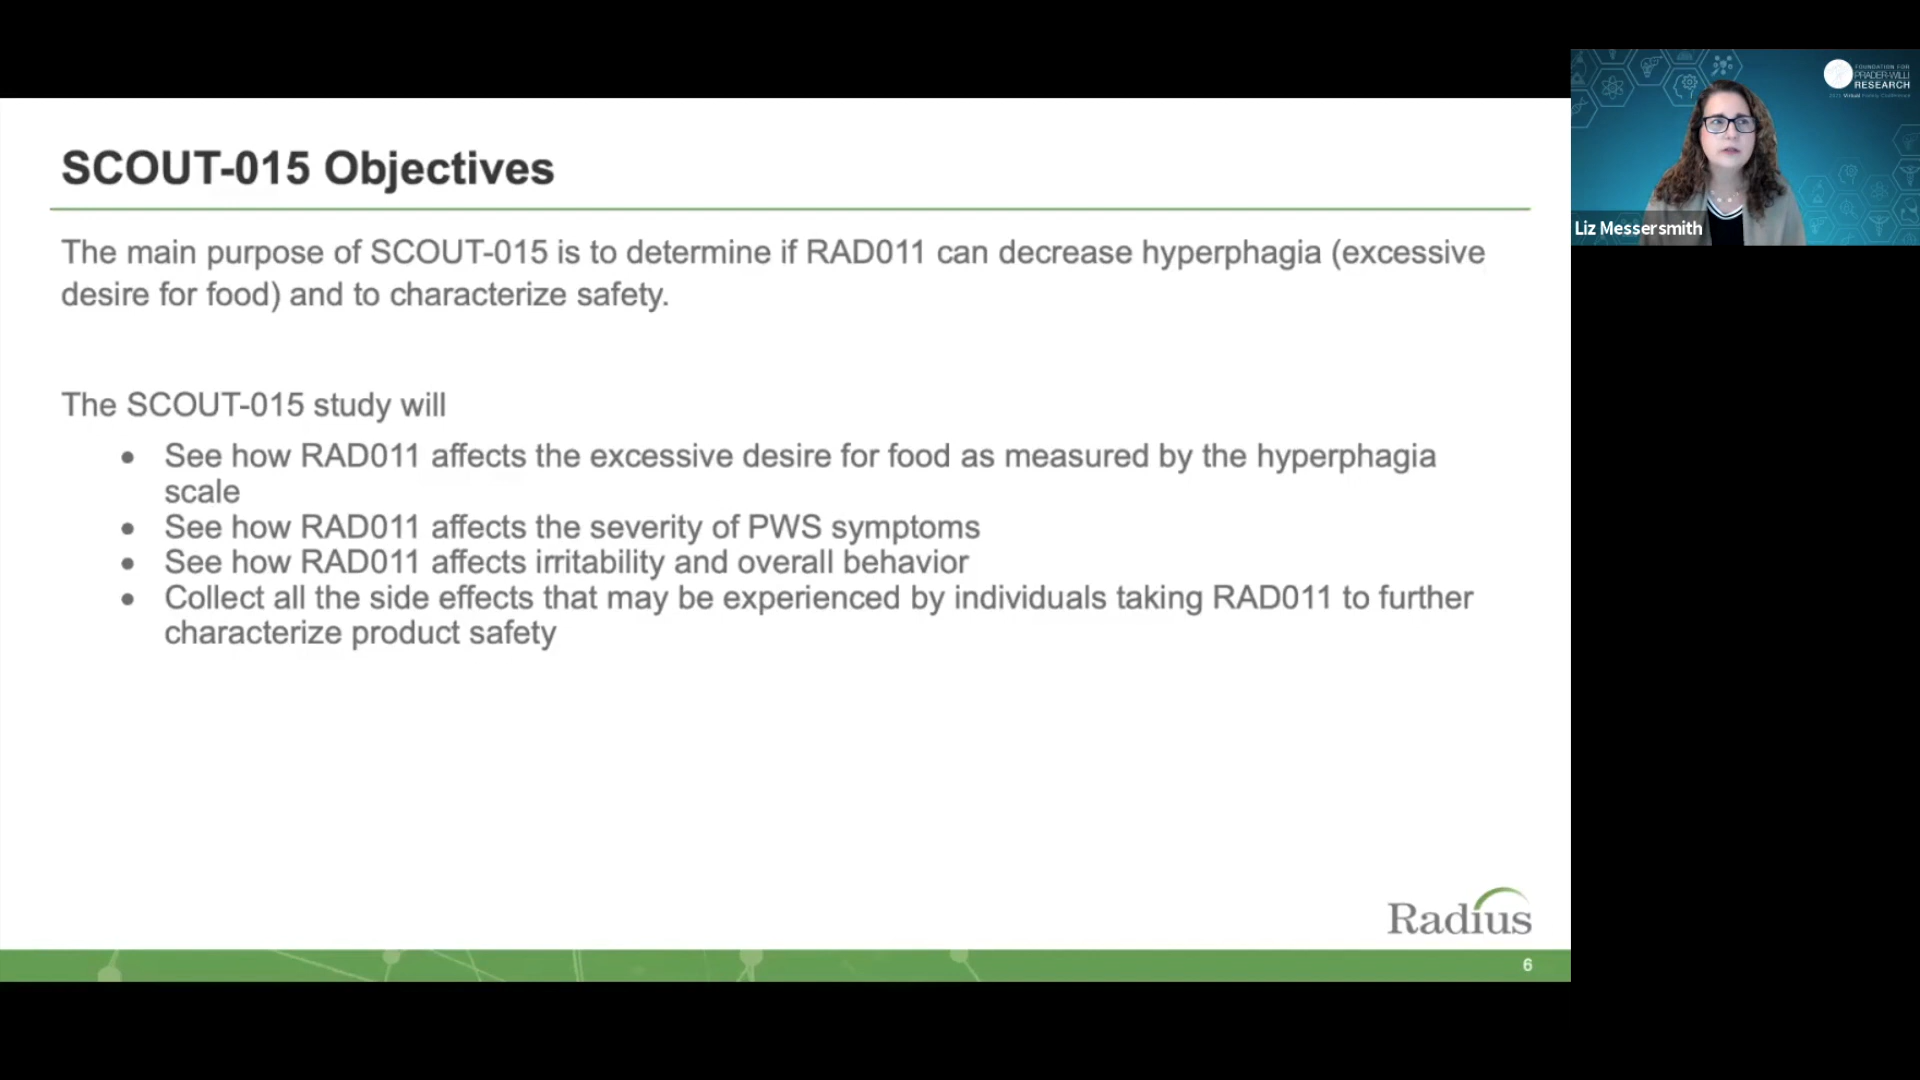 SCOUT-015 Objectives
The main purpose of SCOUT-015 is to determine if RAD011 can decrease hyperphagia (excessive
desire for food) and to characterize safety.
The SCOUT-015 study will
• See how RAD011 affects the excessive desire for food as measured by the hyperphagia
scale
• See how RAD011 affects the severity of PWS symptoms
• See how RAD011 affects irritability and overall behavior
• Collect all the side effects that may be experienced by individuals taking RAD011 to further
characterize product safety
Radius
6
FOUNDATION FOR
PRADER-WILLI
RESEARCH
2021 Virtual Family Conference
Liz Messersmith